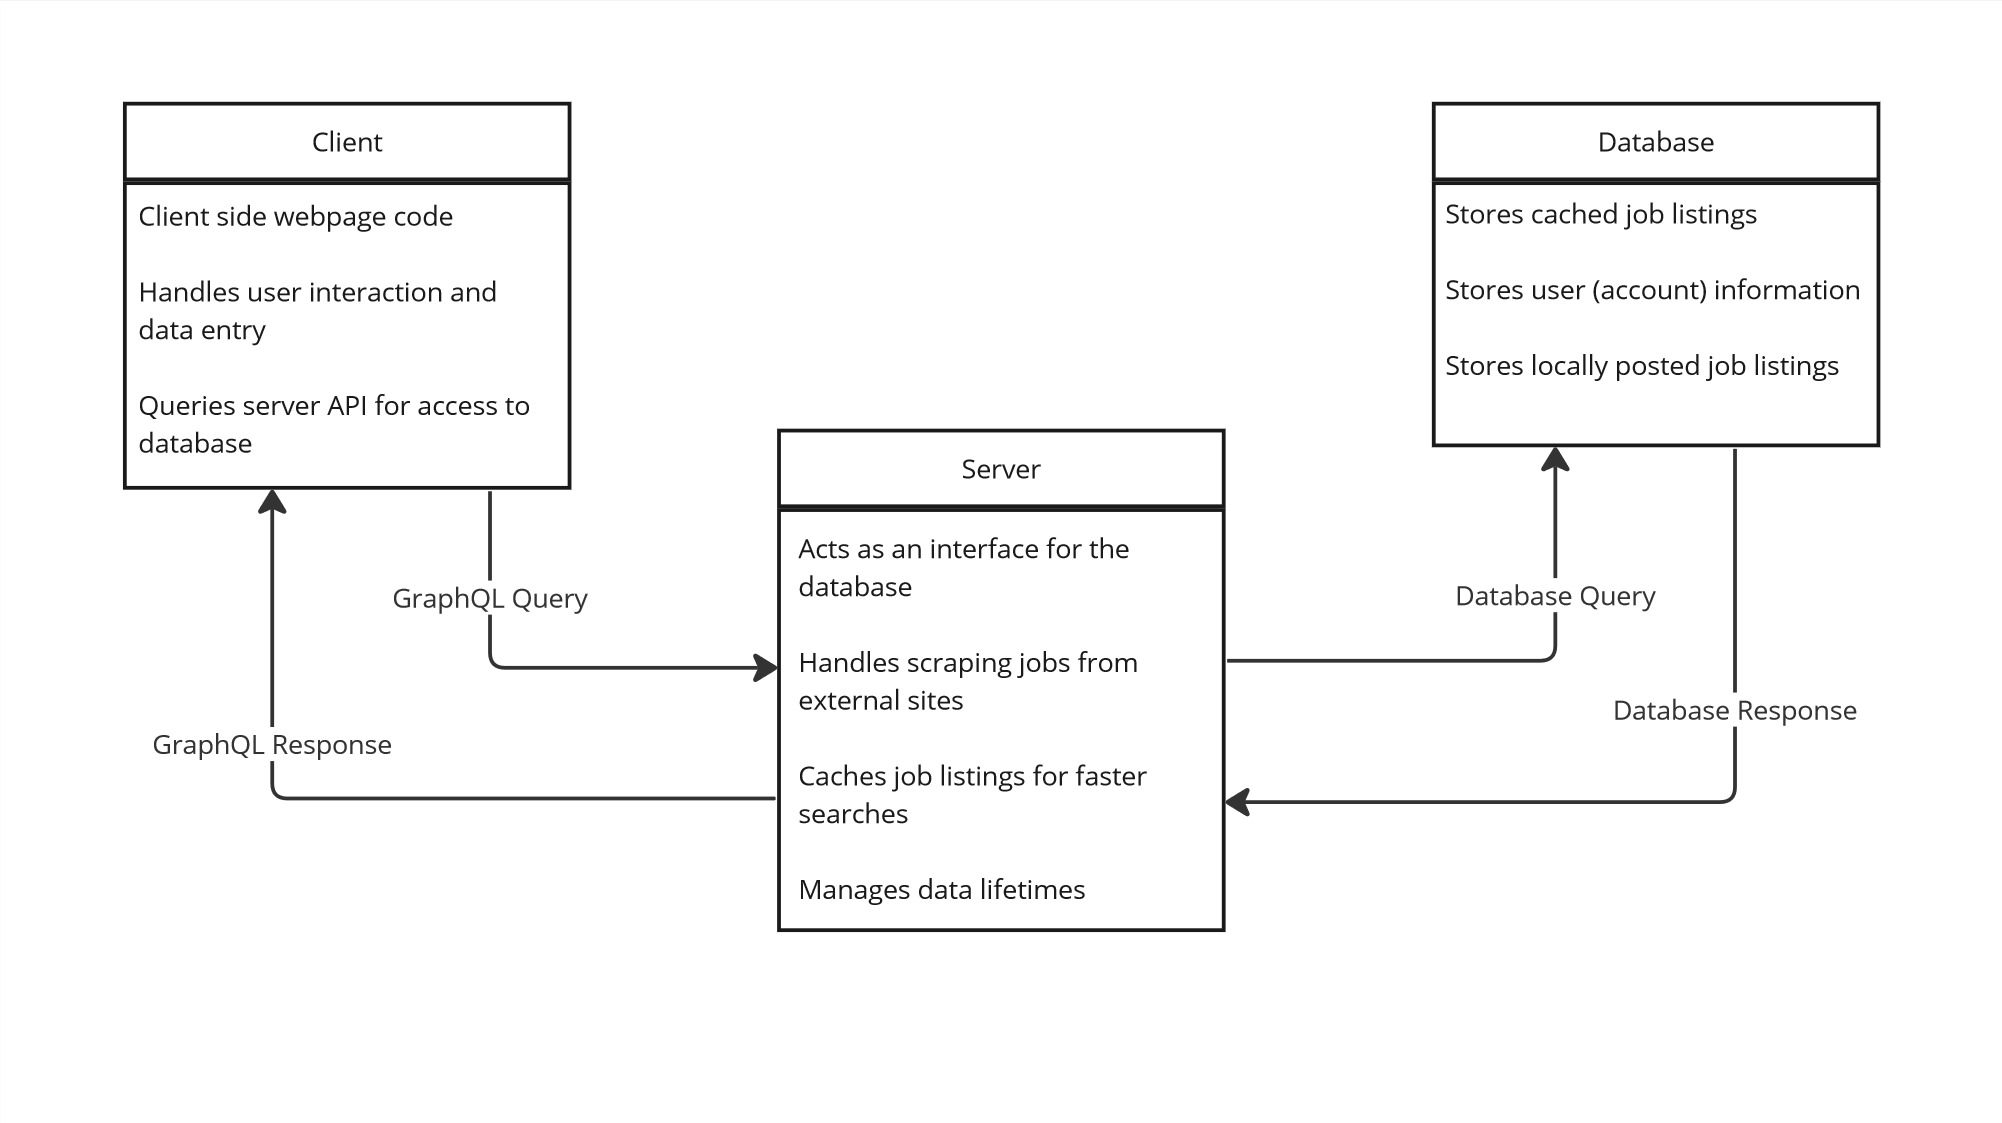 Client
Client side webpage code
Handles user interaction and
data entry
Queries server API for access to
database
Database
Stores cached job listings
Stores user (account) information
Stores locally posted job listings
Server
Acts as an interface for the
database
Handles scraping jobs from
external sites
Caches job listings for faster
searches
Manages data lifetimes
GraphQL Query
GraphQL Response
Database Query
Database Response